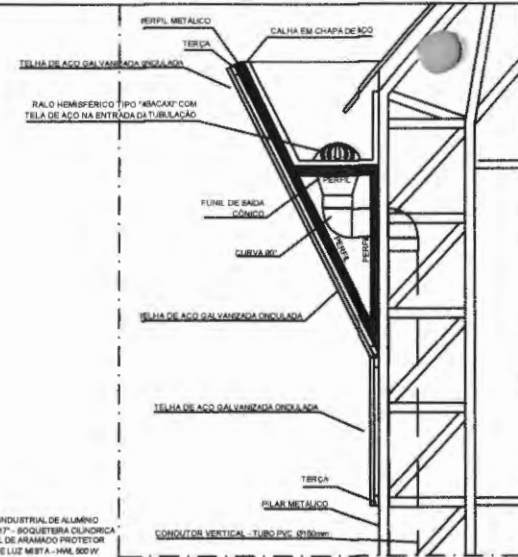 PERFIL METÁLICO
CALHA EM CHAPA DE AÇO
TERÇA
TELHA DE AÇO GALVANIZADA ONDULADA
RALO HEMISFÉRICO TIPO "ABACAXI" COM
TELA DE AÇO NA ENTRADA DA TUBULAÇÃO
PERFIL
FUNIL DE SAÍDA
CÔNICO
CURVA 90°
PERFIL
PERFIL
TELHA DE AÇO GALVANIZADA ONDULADA
TELHA DE AÇO GALVANIZADA ONDULADA
TERÇA
PILAR METÁLICO
CONDUTOR VERTICAL - TUBO PVC Ø150mm
INDUSTRIAL DE ALUMÍNIO
17" - SOQUETEIRA CILÍNDRICA
DE ARAMADO PROTETOR
LUZ MISTA - HWL 500 W